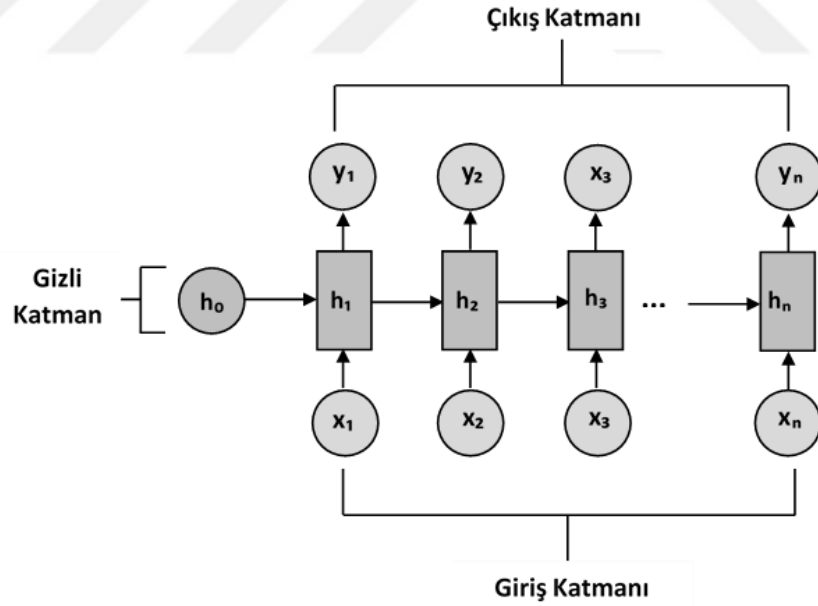 Çıkış Katmanı
y₁ y₂ x₃ yₙ
Gizli
Katman
h₀ h₁ h₂ h₃ ... hₙ
x₁ x₂ x₃ xₙ
Giriş Katmanı